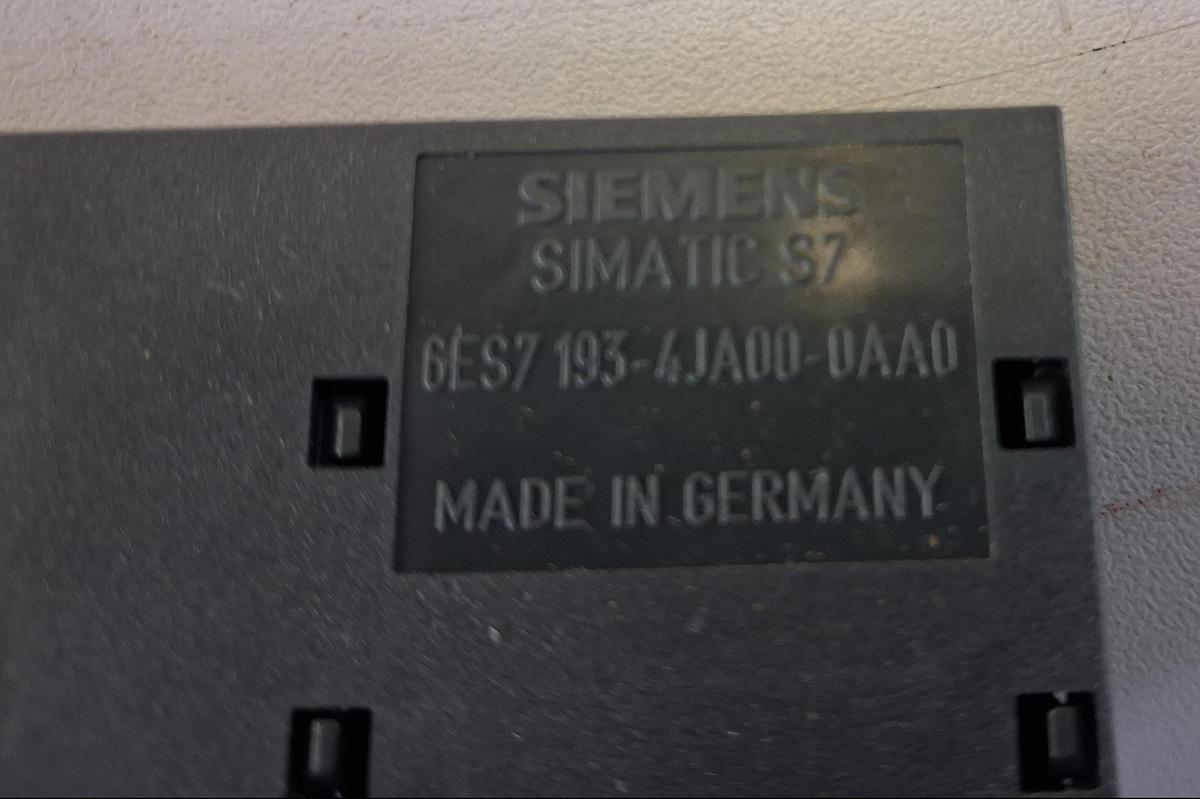 SIEMENS
SIMATIC S7
6ES7 193-4JA00-0AA0
MADE IN GERMANY